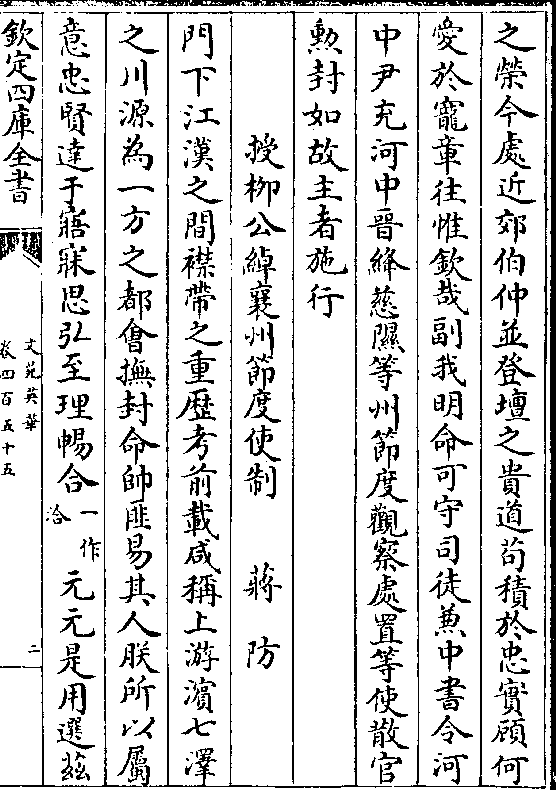 之榮今處近郊伯仲並登壇之貴道苟積於忠實顧何
愛於寵章往惟欽哉副我明命可守司徒兼中書令河
中尹充河中晉絳慈隰等州節度觀察處置等使散官
勲封如故主者施行
授柳公綽襄州節度使制 蔣防
門下江漢之間襟帶之重歷考前載咸稱上游濵七澤
之川源為一方之都會撫封命帥匪易其人朕所以屬
意忠賢達于寤寐思弘至理暢合一作洽元元是用選茲
欽定四庫全書
文苑英華
卷四百五十五
二